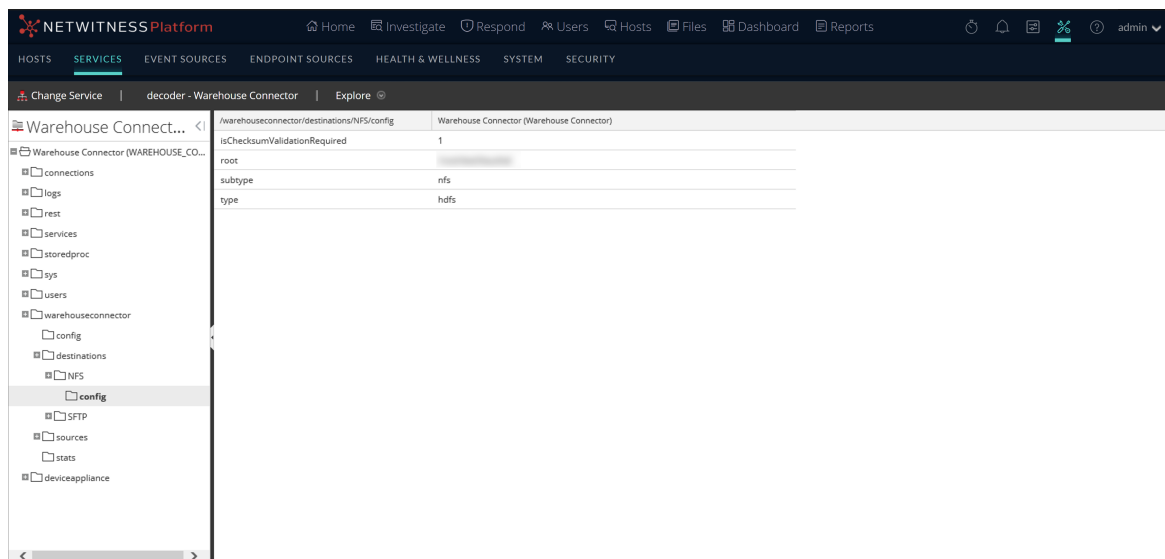 NETWITNESS Platform Home Investigate Respond Users Hosts Files Dashboard Reports admin
HOSTS SERVICES EVENT SOURCES ENDPOINT SOURCES HEALTH & WELLNESS SYSTEM SECURITY
Change Service | decoder - Warehouse Connector | Explore
Warehouse Connect...
Warehouse Connector (WAREHOUSE_CO...
connections
logs
rest
services
storedproc
sys
users
warehouseconnector
config
destinations
NFS
config
SFTP
sources
stats
deviceappliance
/warehouseconnector/destinations/NFS/config Warehouse Connector (Warehouse Connector)
isChecksumValidationRequired 1
root
subtype nfs
type hdfs